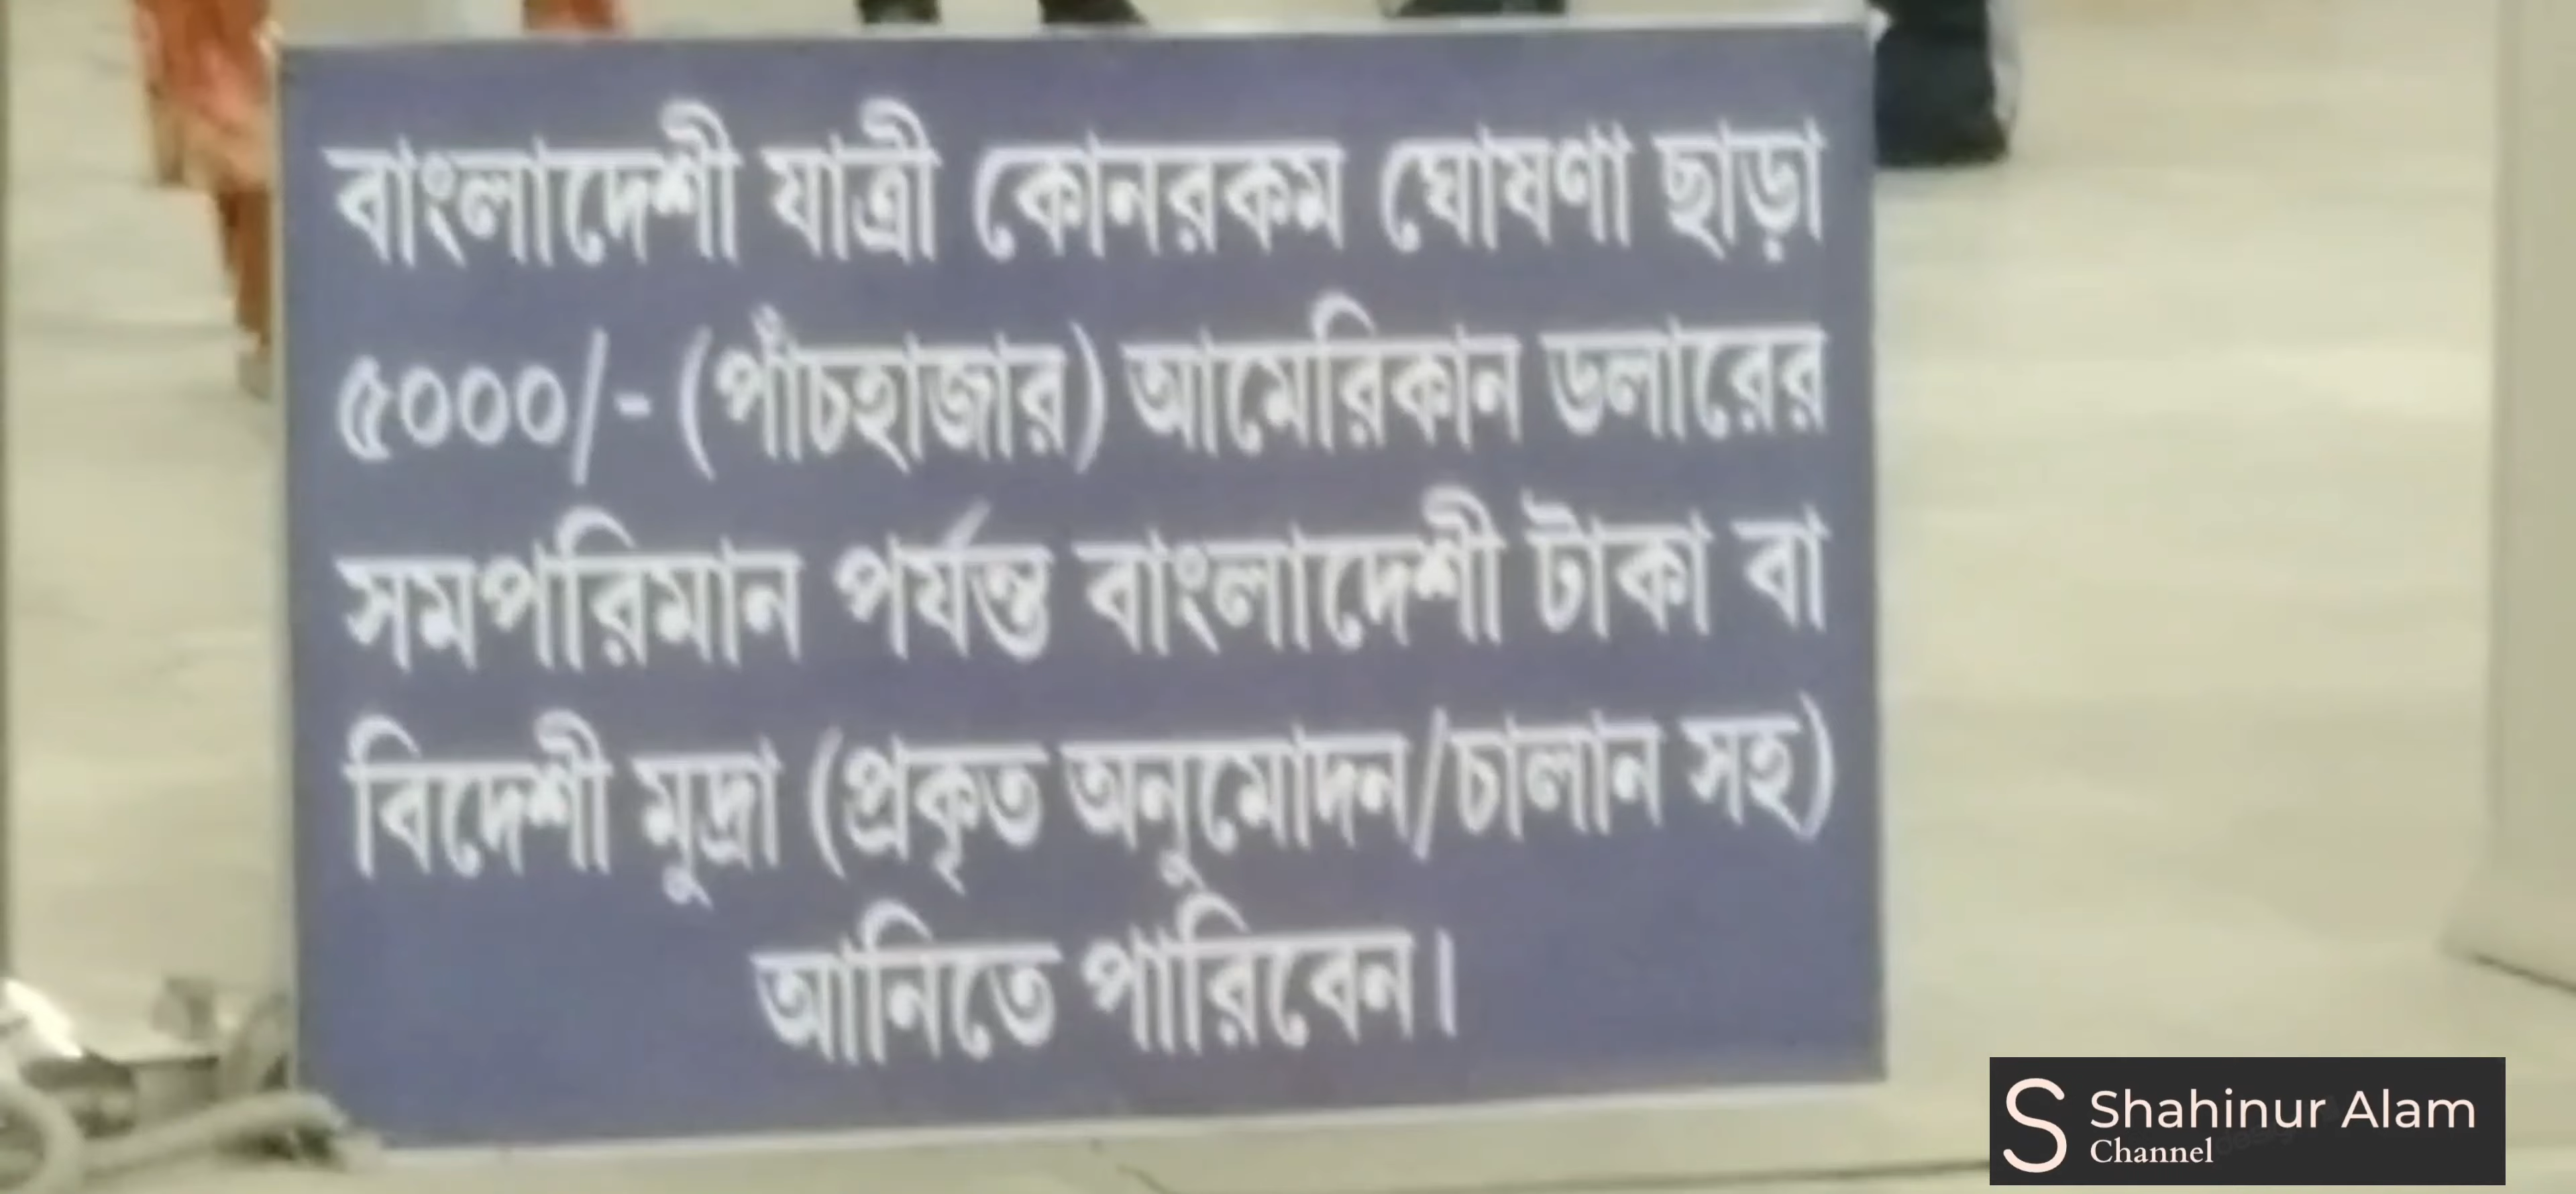 বাংলাদেশী যাত্রী কোনরকম ঘোষণা ছাড়া
৫০০০/- (পাঁচহাজার) আমেরিকান ডলারের
সমপরিমান পর্যন্ত বাংলাদেশী টাকা বা
বিদেশী মুদ্রা (প্রকৃত অনুমোদন/চালান সহ)
আনিতে পারিবেন।
S Shahinur Alam
Channel